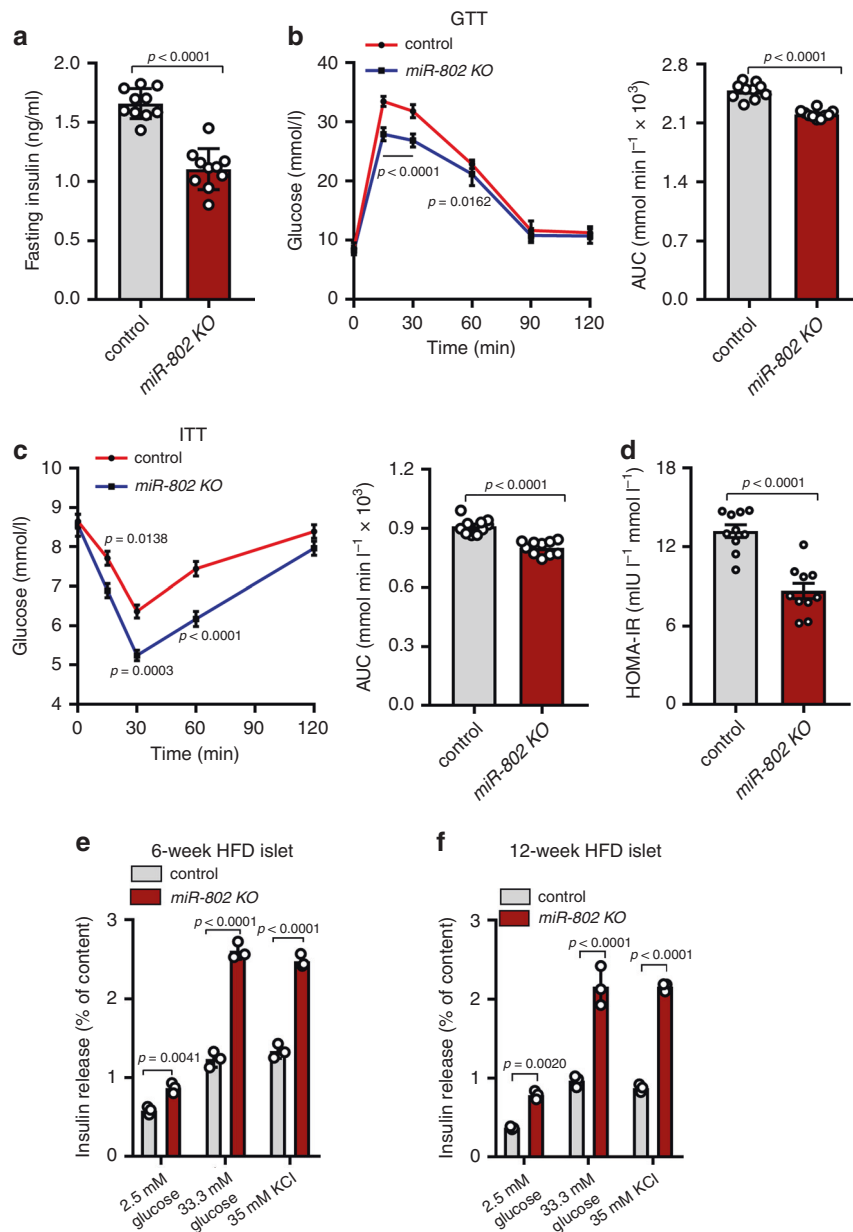 a
p < 0.0001
2.0
1.5
1.0
0.5
0.0
Fasting insulin (ng/ml)
control
miR-802 KO
b
GTT
control
miR-802 KO
40
30
20
10
0
Glucose (mmol/l)
p < 0.0001
p = 0.0162
0 30 60 90 120
Time (min)
p < 0.0001
2.8
2.1
1.4
0.7
0.0
AUC (mmol min l⁻¹ × 10³)
control
miR-802 KO
c
ITT
control
miR-802 KO
9
8
7
6
5
4
Glucose (mmol/l)
p = 0.0138
p = 0.0003
p < 0.0001
0 30 60 90 120
Time (min)
p < 0.0001
1.2
0.9
0.6
0.3
0.0
AUC (mmol min l⁻¹ × 10³)
control
miR-802 KO
d
p < 0.0001
18
12
6
0
HOMA-IR (mIU l⁻¹ mmol l⁻¹)
control
miR-802 KO
e
6-week HFD islet
control
miR-802 KO
3
2
1
0
Insulin release (% of content)
p = 0.0041
p < 0.0001
p < 0.0001
2.5 mM
glucose
33.3 mM
glucose
35 mM KCl
f
12-week HFD islet
control
miR-802 KO
3
2
1
0
Insulin release (% of content)
p = 0.0020
p < 0.0001
p < 0.0001
2.5 mM
glucose
33.3 mM
glucose
35 mM KCl